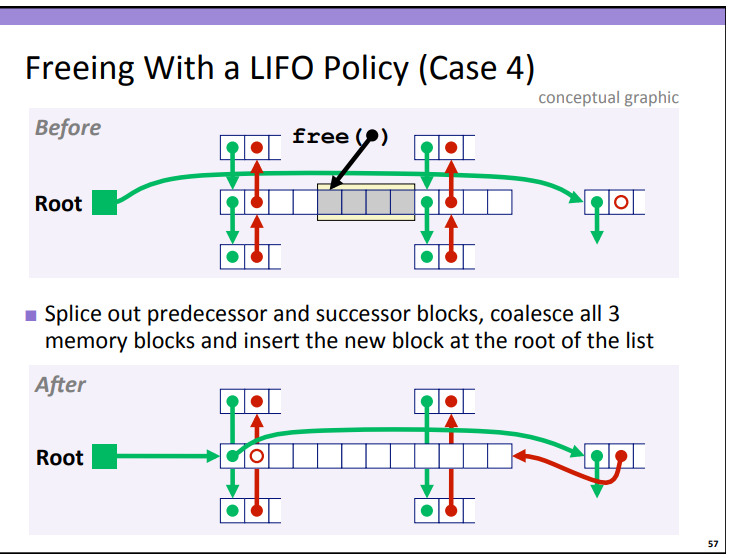 Freeing With a LIFO Policy (Case 4)
conceptual graphic
Before
free( )
Root
Splice out predecessor and successor blocks, coalesce all 3
memory blocks and insert the new block at the root of the list
After
Root
57